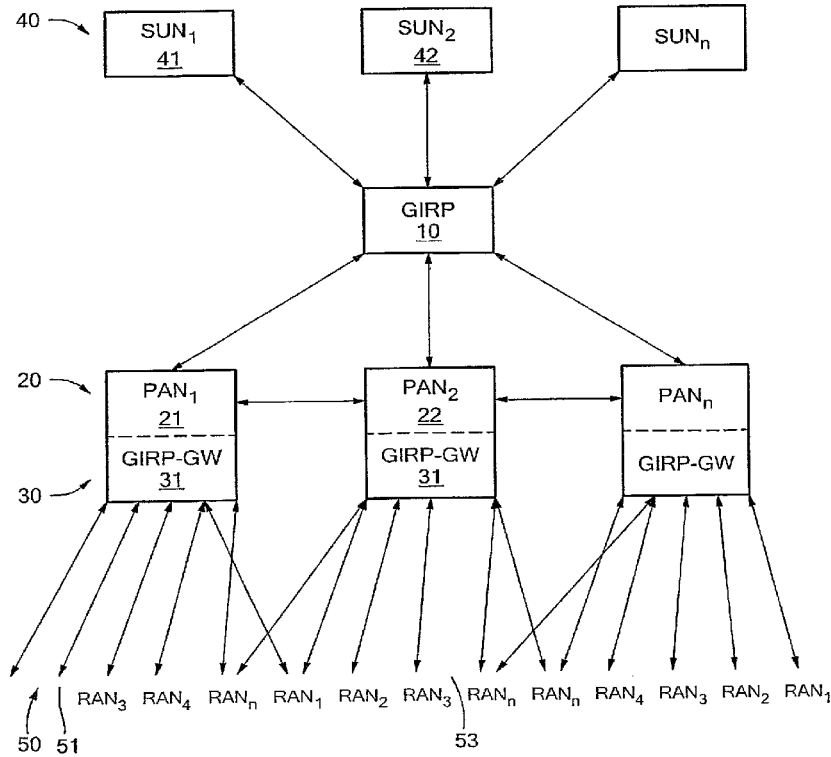 40
SUN1
41
SUN2
42
SUNn
GIRP
10
20
PAN1
21
PAN2
22
PANn
30
GIRP-GW
31
GIRP-GW
31
GIRP-GW
RAN3 RAN4 RANn RAN1 RAN2 RAN3 RANn RANn RAN4 RAN3 RAN2 RAN1
50 51 53